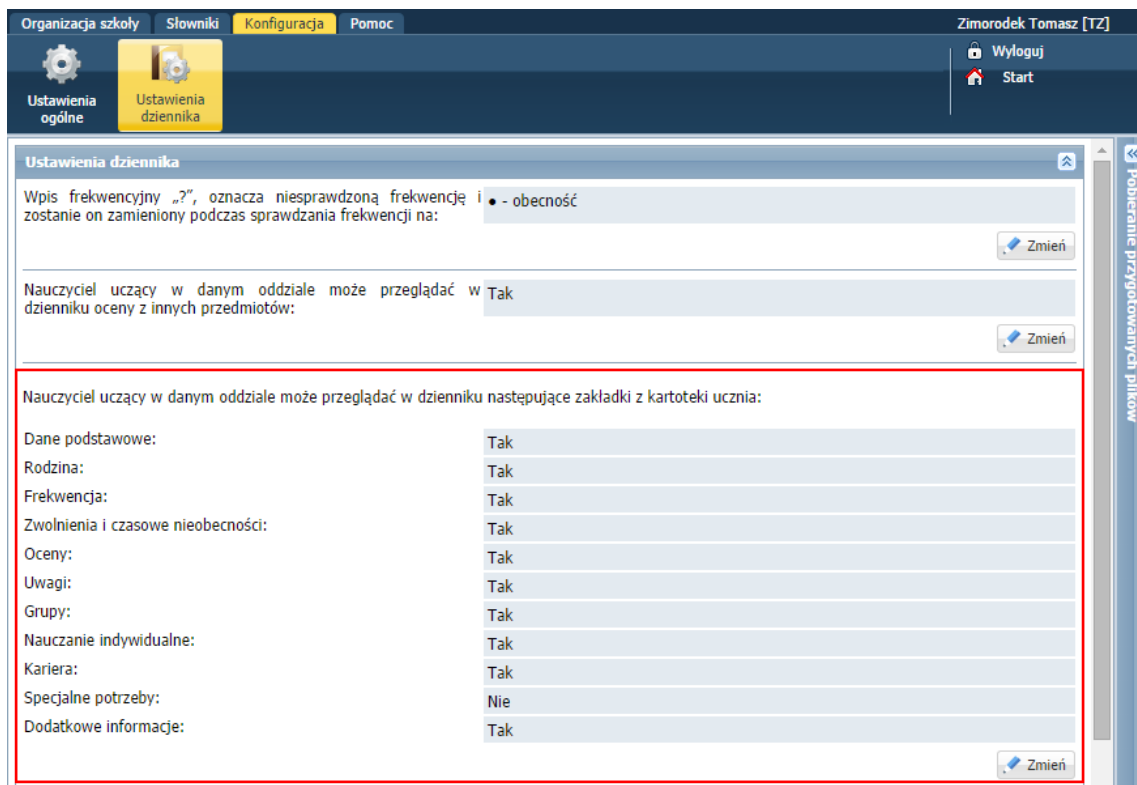 Organizacja szkoły Słowniki Konfiguracja Pomoc Zimorodek Tomasz [TZ]
Wyloguj
Start
Ustawienia ogólne
Ustawienia dziennika
Ustawienia dziennika
Wpis frekwencyjny „?”, oznacza niesprawdzoną frekwencję i
zostanie on zamieniony podczas sprawdzania frekwencji na:
● - obecność
Zmień
Nauczyciel uczący w danym oddziale może przeglądać w
dzienniku oceny z innych przedmiotów:
Tak
Zmień
Nauczyciel uczący w danym oddziale może przeglądać w dzienniku następujące zakładki z kartoteki ucznia:
Dane podstawowe: Tak
Rodzina: Tak
Frekwencja: Tak
Zwolnienia i czasowe nieobecności: Tak
Oceny: Tak
Uwagi: Tak
Grupy: Tak
Nauczanie indywidualne: Tak
Kariera: Tak
Specjalne potrzeby: Nie
Dodatkowe informacje: Tak
Zmień
Pobieranie przygotowanych plików